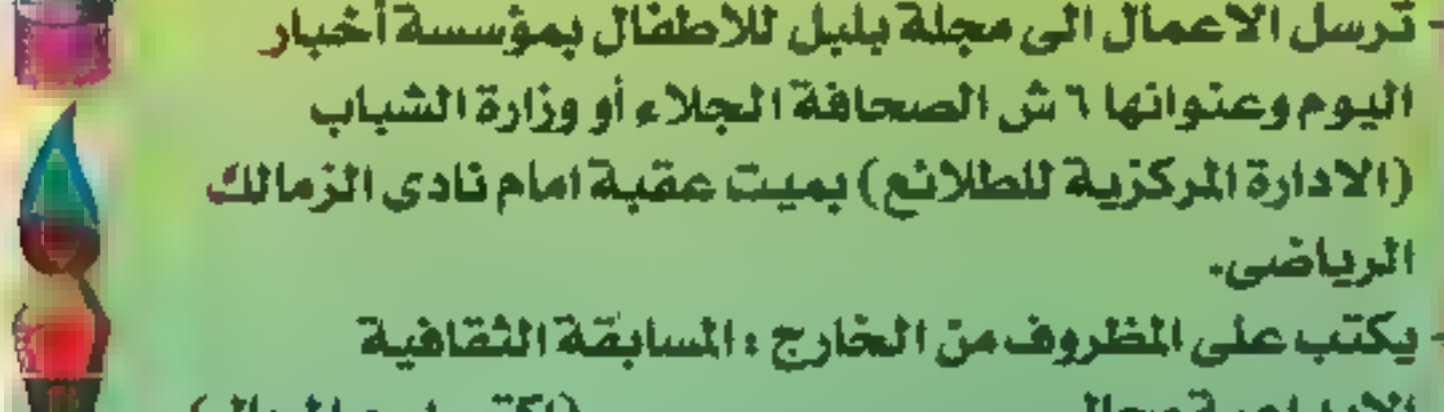 - ترسل الاعمال الى مجلة بلبل للاطفال بمؤسسة أخبار
اليوم وعنوانها ٦ ش الصحافة الجلاء أو وزارة الشباب
(الادارة المركزية للطلائع) بميت عقبة امام نادى الزمالك
الرياضى.
- يكتب على المظروف من الخارج : المسابقة الثقافية